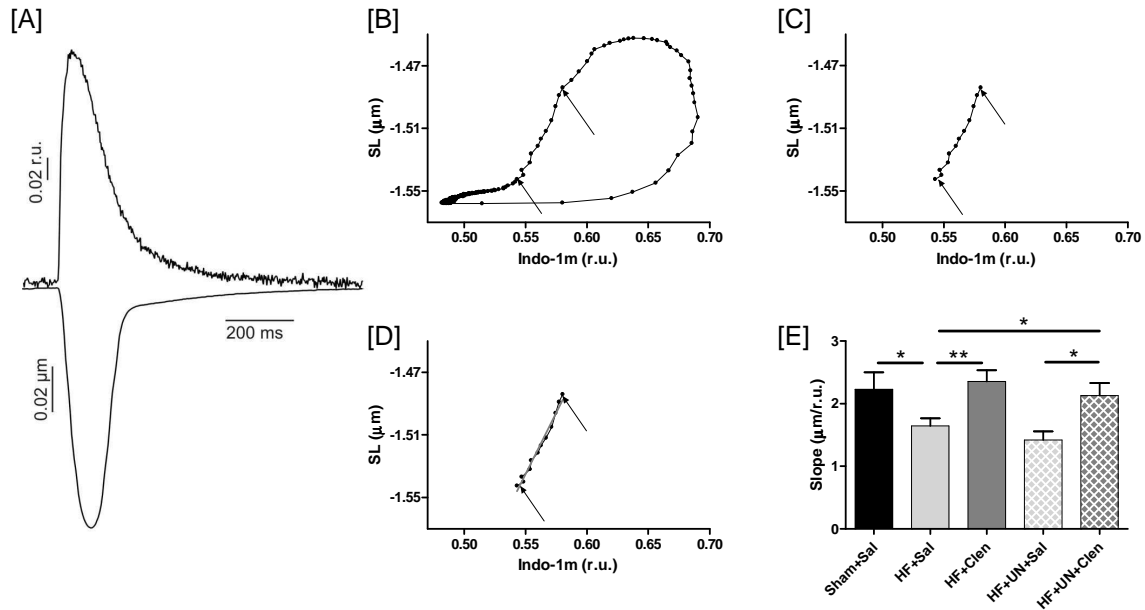 [A]
0.02 r.u.
0.02 μm
200 ms
[B]
SL (μm)
-1.47
-1.51
-1.55
0.50 0.55 0.60 0.65 0.70
Indo-1m (r.u.)
[C]
SL (μm)
-1.47
-1.51
-1.55
0.50 0.55 0.60 0.65 0.70
Indo-1m (r.u.)
[D]
SL (μm)
-1.47
-1.51
-1.55
0.50 0.55 0.60 0.65 0.70
Indo-1m (r.u.)
[E]
Slope (μm/r.u.)
3
2
1
0
*
* ** *
Sham+Sal
HF+Sal
HF+Clen
HF+UN+Sal
HF+UN+Clen